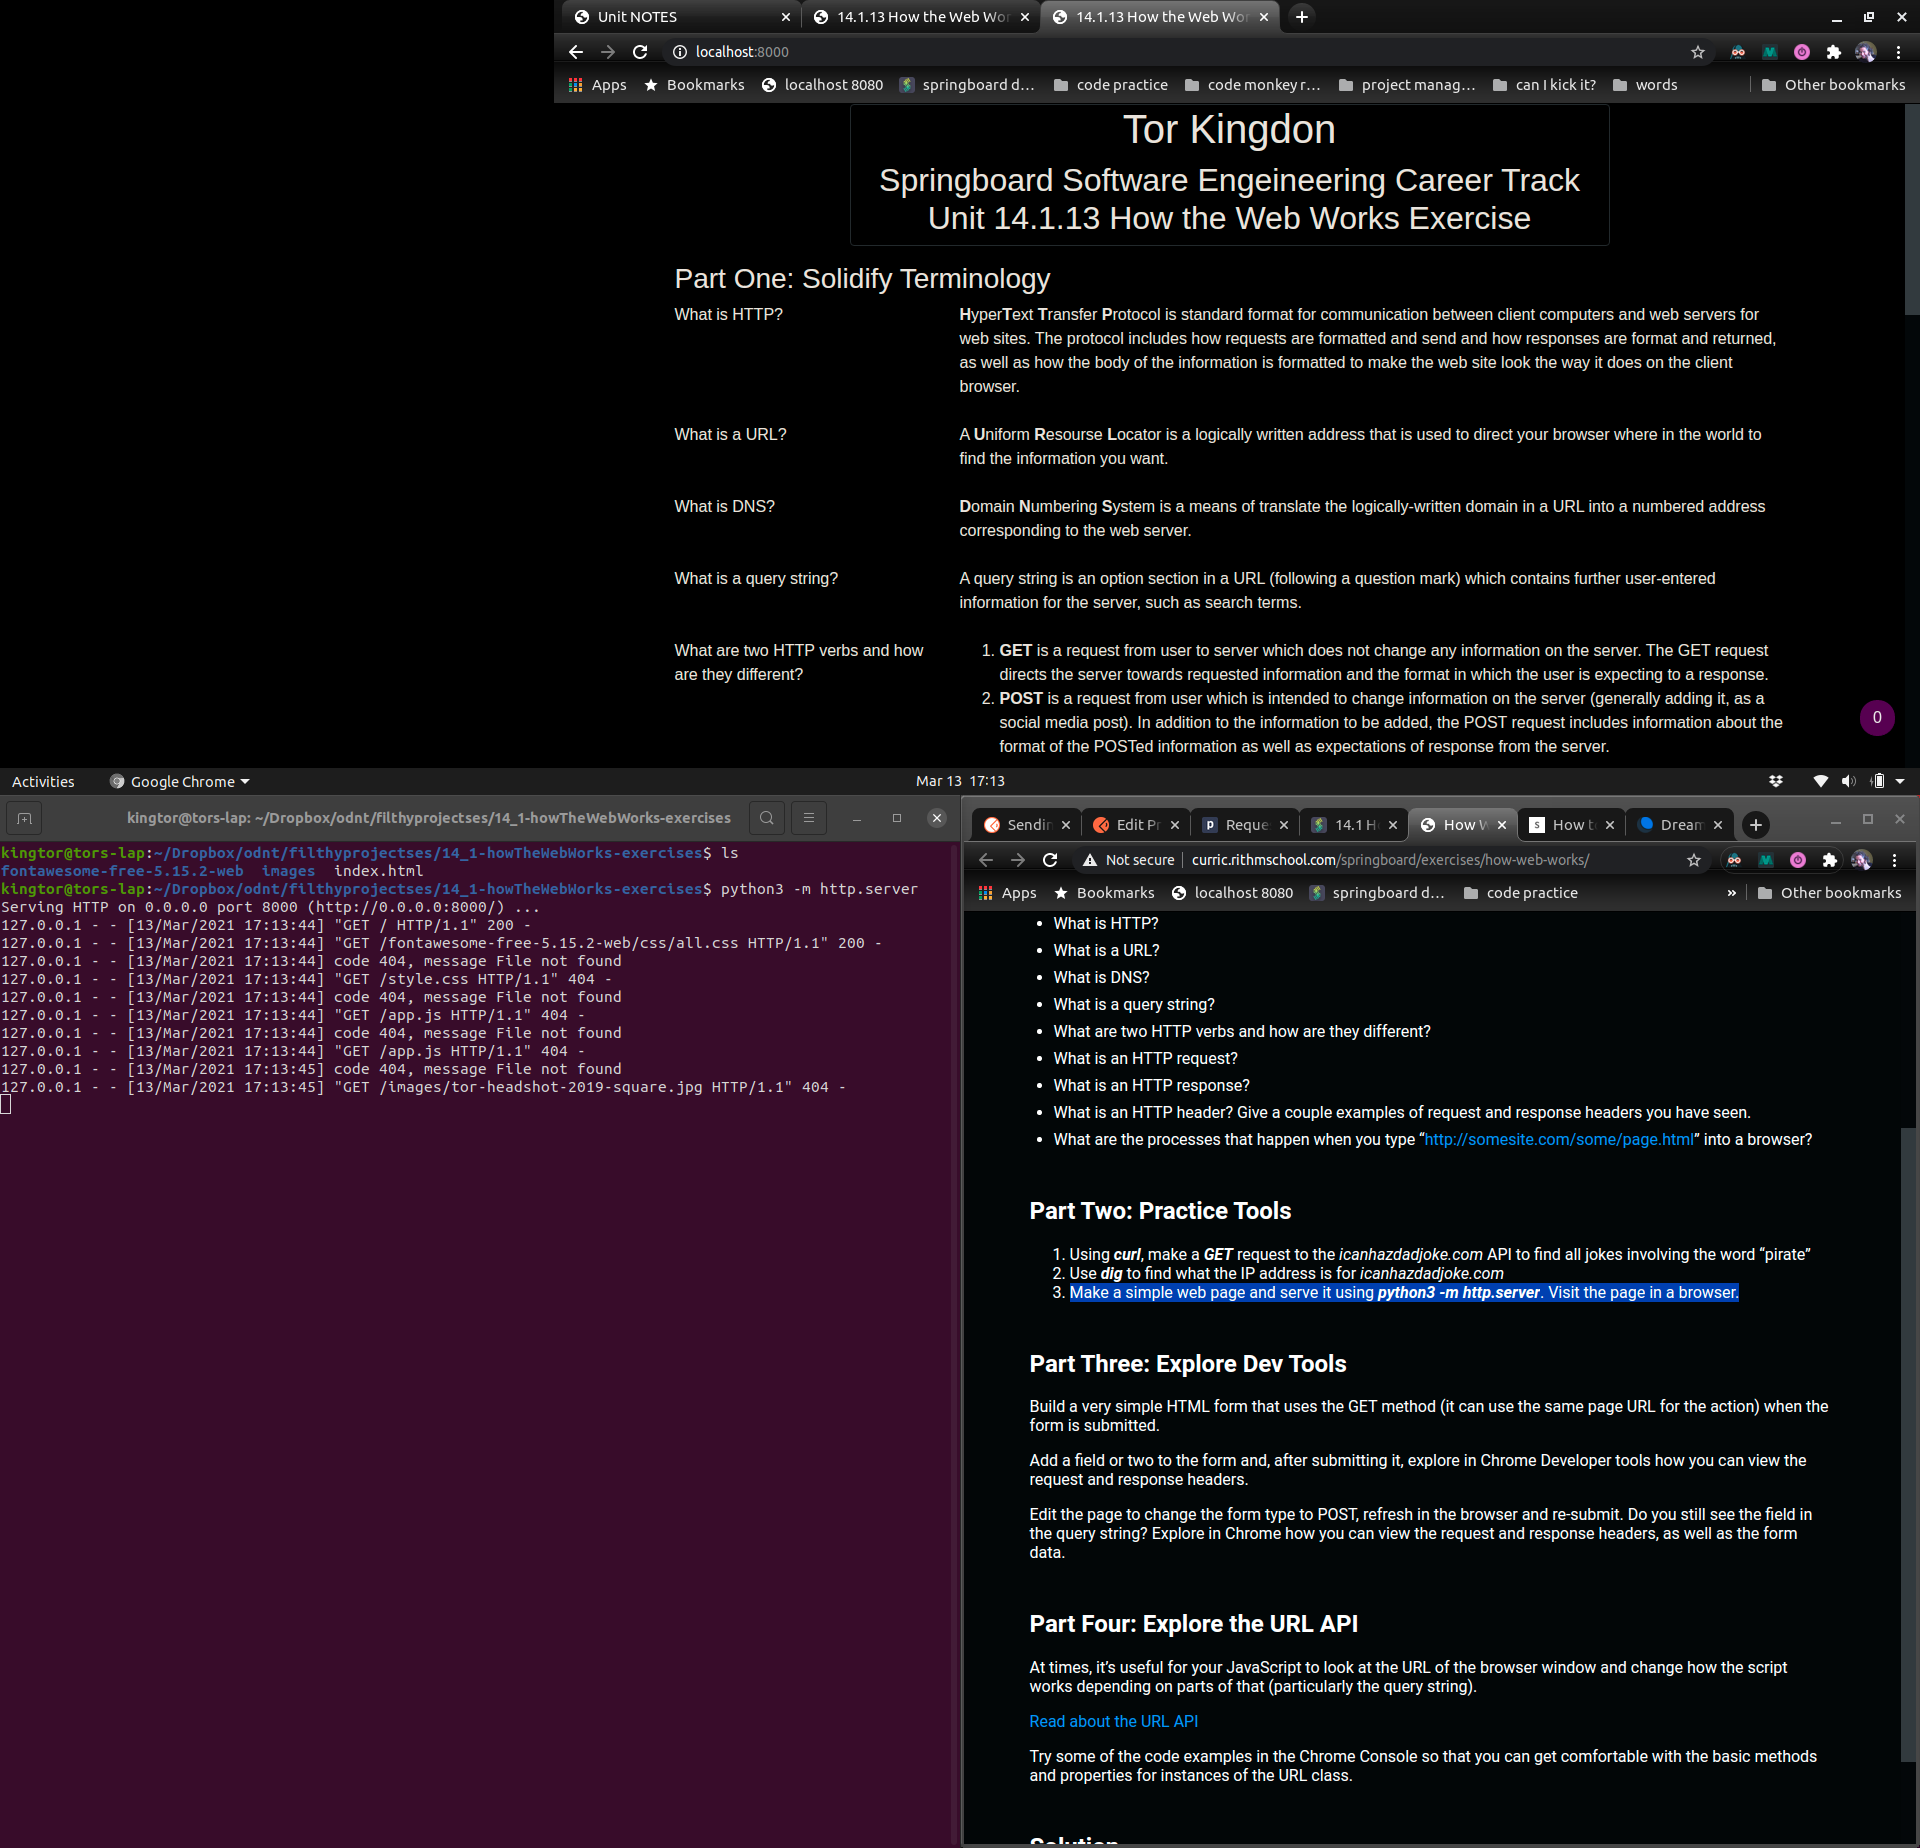 Unit NOTES
14.1.13 How the Web Wor
14.1.13 How the Web Wor
localhost:8000
Apps
Bookmarks
localhost 8080
springboard d...
code practice
code monkey r...
project manag...
can I kick it?
words
Other bookmarks
Tor Kingdon
Springboard Software Engeineering Career Track
Unit 14.1.13 How the Web Works Exercise
Part One: Solidify Terminology
What is HTTP?
HyperText Transfer Protocol is standard format for communication between client computers and web servers for
web sites. The protocol includes how requests are formatted and send and how responses are format and returned,
as well as how the body of the information is formatted to make the web site look the way it does on the client
browser.
What is a URL?
A Uniform Resourse Locator is a logically written address that is used to direct your browser where in the world to
find the information you want.
What is DNS?
Domain Numbering System is a means of translate the logically-written domain in a URL into a numbered address
corresponding to the web server.
What is a query string?
A query string is an option section in a URL (following a question mark) which contains further user-entered
information for the server, such as search terms.
What are two HTTP verbs and how
are they different?
1. GET is a request from user to server which does not change any information on the server. The GET request
directs the server towards requested information and the format in which the user is expecting to a response.
2. POST is a request from user which is intended to change information on the server (generally adding it, as a
social media post). In addition to the information to be added, the POST request includes information about the
format of the POSTed information as well as expectations of response from the server.
0
Activities
Google Chrome
Mar 13 17:13
kingtor@tors-lap: ~/Dropbox/odnt/filthyprojectses/14_1-howTheWebWorks-exercises
kingtor@tors-lap:~/Dropbox/odnt/filthyprojectses/14_1-howTheWebWorks-exercises$ ls
fontawesome-free-5.15.2-web images index.html
kingtor@tors-lap:~/Dropbox/odnt/filthyprojectses/14_1-howTheWebWorks-exercises$ python3 -m http.server
Serving HTTP on 0.0.0.0 port 8000 (http://0.0.0.0:8000/) ...
127.0.0.1 - - [13/Mar/2021 17:13:44] "GET / HTTP/1.1" 200 -
127.0.0.1 - - [13/Mar/2021 17:13:44] "GET /fontawesome-free-5.15.2-web/css/all.css HTTP/1.1" 200 -
127.0.0.1 - - [13/Mar/2021 17:13:44] code 404, message File not found
127.0.0.1 - - [13/Mar/2021 17:13:44] "GET /style.css HTTP/1.1" 404 -
127.0.0.1 - - [13/Mar/2021 17:13:44] code 404, message File not found
127.0.0.1 - - [13/Mar/2021 17:13:44] "GET /app.js HTTP/1.1" 404 -
127.0.0.1 - - [13/Mar/2021 17:13:44] code 404, message File not found
127.0.0.1 - - [13/Mar/2021 17:13:44] "GET /app.js HTTP/1.1" 404 -
127.0.0.1 - - [13/Mar/2021 17:13:45] code 404, message File not found
127.0.0.1 - - [13/Mar/2021 17:13:45] "GET /images/tor-headshot-2019-square.jpg HTTP/1.1" 404 -
Sendin
Edit Pr
Reque
14.1 Ho
How W
How to
Dream
Not secure
curric.rithmschool.com/springboard/exercises/how-web-works/
Apps
Bookmarks
localhost 8080
springboard d...
code practice
»
Other bookmarks
• What is HTTP?
• What is a URL?
• What is DNS?
• What is a query string?
• What are two HTTP verbs and how are they different?
• What is an HTTP request?
• What is an HTTP response?
• What is an HTTP header? Give a couple examples of request and response headers you have seen.
• What are the processes that happen when you type “http://somesite.com/some/page.html” into a browser?
Part Two: Practice Tools
1. Using curl, make a GET request to the icanhazdadjoke.com API to find all jokes involving the word “pirate”
2. Use dig to find what the IP address is for icanhazdadjoke.com
3. Make a simple web page and serve it using python3 -m http.server. Visit the page in a browser.
Part Three: Explore Dev Tools
Build a very simple HTML form that uses the GET method (it can use the same page URL for the action) when the
form is submitted.
Add a field or two to the form and, after submitting it, explore in Chrome Developer tools how you can view the
request and response headers.
Edit the page to change the form type to POST, refresh in the browser and re-submit. Do you still see the field in
the query string? Explore in Chrome how you can view the request and response headers, as well as the form
data.
Part Four: Explore the URL API
At times, it’s useful for your JavaScript to look at the URL of the browser window and change how the script
works depending on parts of that (particularly the query string).
Read about the URL API
Try some of the code examples in the Chrome Console so that you can get comfortable with the basic methods
and properties for instances of the URL class.
Solution